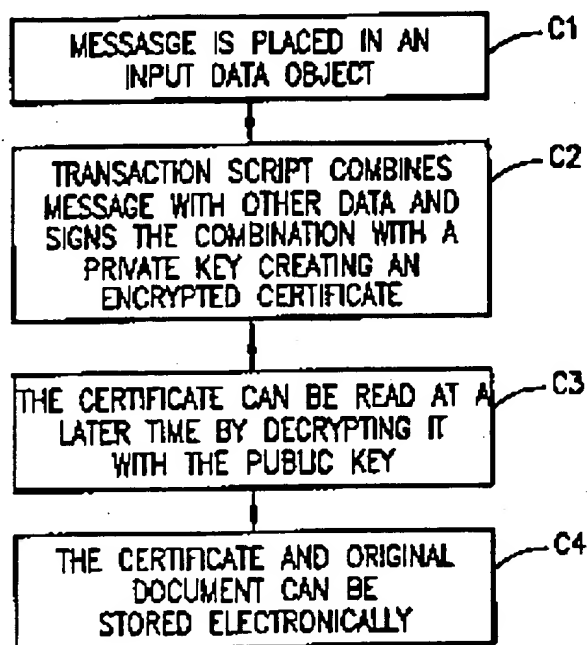 MESSASGE IS PLACED IN AN
INPUT DATA OBJECT
C1
TRANSACTION SCRIPT COMBINES
MESSAGE WITH OTHER DATA AND
SIGNS THE COMBINATION WITH A
PRIVATE KEY CREATING AN
ENCRYPTED CERTIFICATE
C2
THE CERTIFICATE CAN BE READ AT A
LATER TIME BY DECRYPTING IT
WITH THE PUBLIC KEY
C3
THE CERTIFICATE AND ORIGINAL
DOCUMENT CAN BE
STORED ELECTRONICALLY
C4